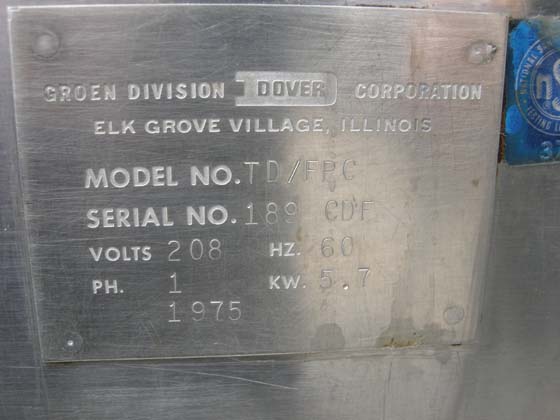 GROEN DIVISION DOVER CORPORATION
ELK GROVE VILLAGE, ILLINOIS
MODEL NO. TD/FPC
SERIAL NO. 189 CDF
VOLTS 208 HZ. 60
PH. 1 KW. 5.7
1975